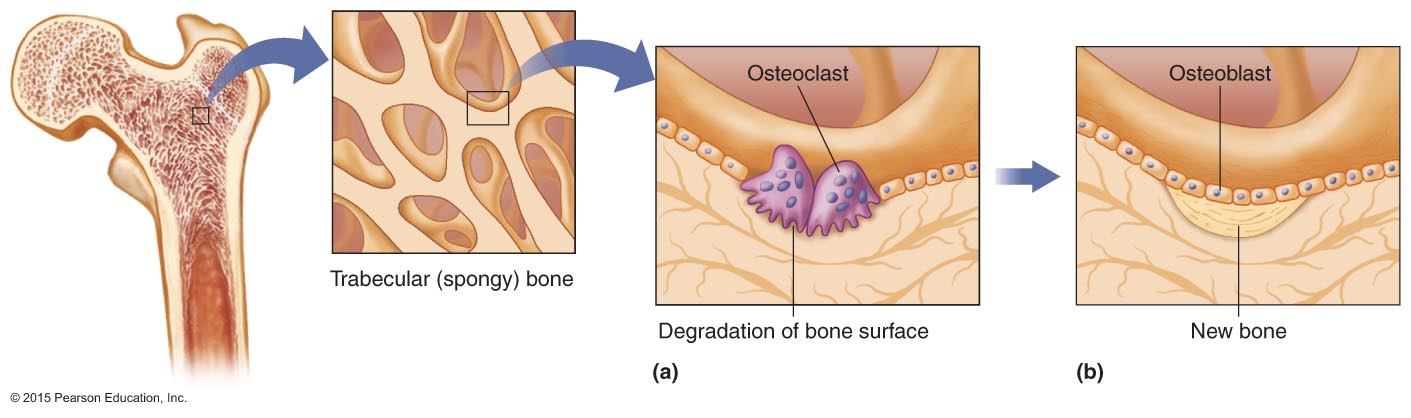 Osteoclast
Osteoblast
Trabecular (spongy) bone
Degradation of bone surface
New bone
(a)
(b)
© 2015 Pearson Education, Inc.